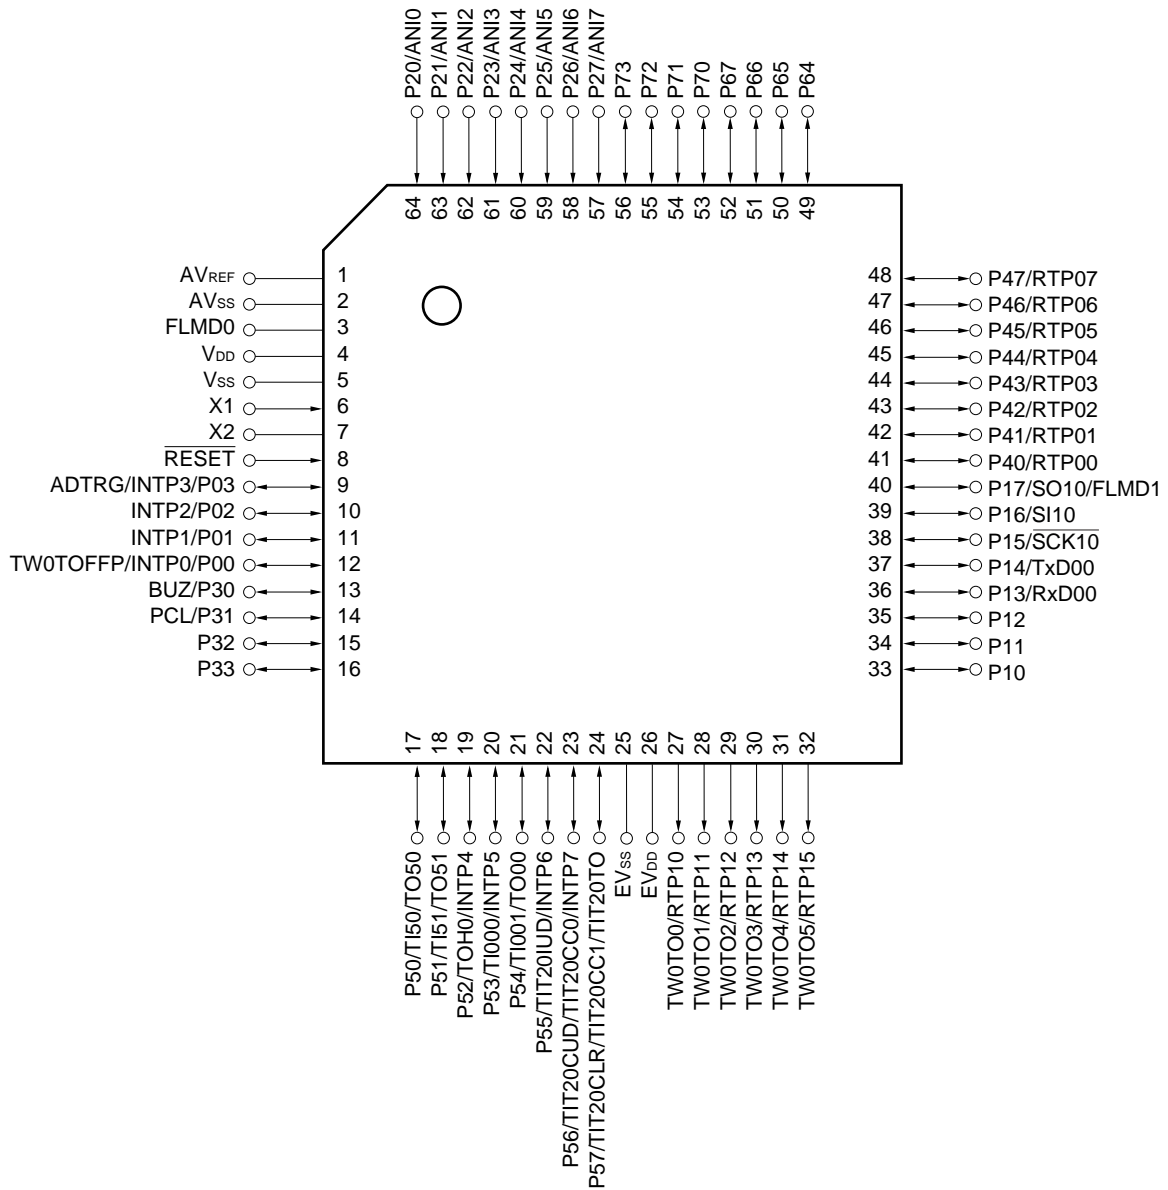 P20/ANI0
P21/ANI1
P22/ANI2
P23/ANI3
P24/ANI4
P25/ANI5
P26/ANI6
P27/ANI7
P73
P72
P71
P70
P67
P66
P65
P64
64
63
62
61
60
59
58
57
56
55
54
53
52
51
50
49
AVREF 1
AVSS 2
FLMD0 3
VDD 4
VSS 5
X1 6
X2 7
RESET 8
ADTRG/INTP3/P03 9
INTP2/P02 10
INTP1/P01 11
TW0TOFFP/INTP0/P00 12
BUZ/P30 13
PCL/P31 14
P32 15
P33 16
48 P47/RTP07
47 P46/RTP06
46 P45/RTP05
45 P44/RTP04
44 P43/RTP03
43 P42/RTP02
42 P41/RTP01
41 P40/RTP00
40 P17/SO10/FLMD1
39 P16/SI10
38 P15/SCK10
37 P14/TxD00
36 P13/RxD00
35 P12
34 P11
33 P10
17
18
19
20
21
22
23
24
25
26
27
28
29
30
31
32
P50/TI50/TO50
P51/TI51/TO51
P52/TOH0/INTP4
P53/TI000/INTP5
P54/TI001/TO00
P55/TIT20IUD/INTP6
P56/TIT20CUD/TIT20CC0/INTP7
P57/TIT20CLR/TIT20CC1/TIT20TO
EVSS
EVDD
TW0TO0/RTP10
TW0TO1/RTP11
TW0TO2/RTP12
TW0TO3/RTP13
TW0TO4/RTP14
TW0TO5/RTP15